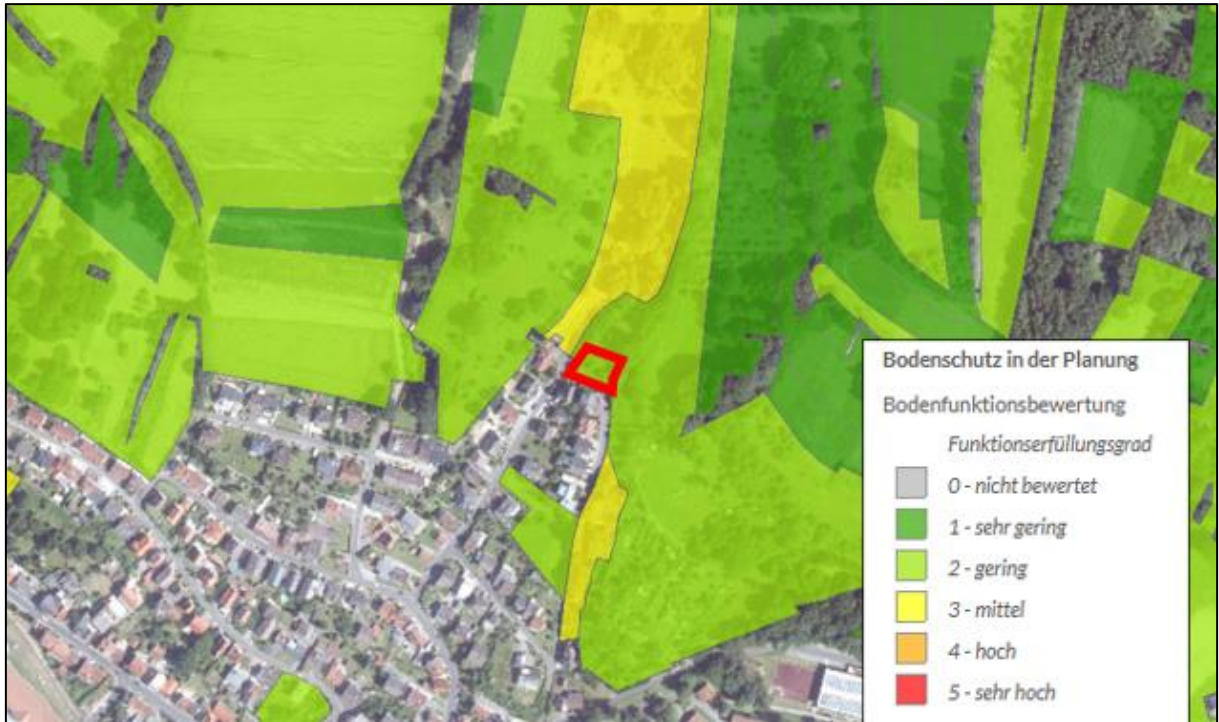 Bodenschutz in der Planung
Bodenfunktionsbewertung
Funktionserfüllungsgrad
0 - nicht bewertet
1 - sehr gering
2 - gering
3 - mittel
4 - hoch
5 - sehr hoch